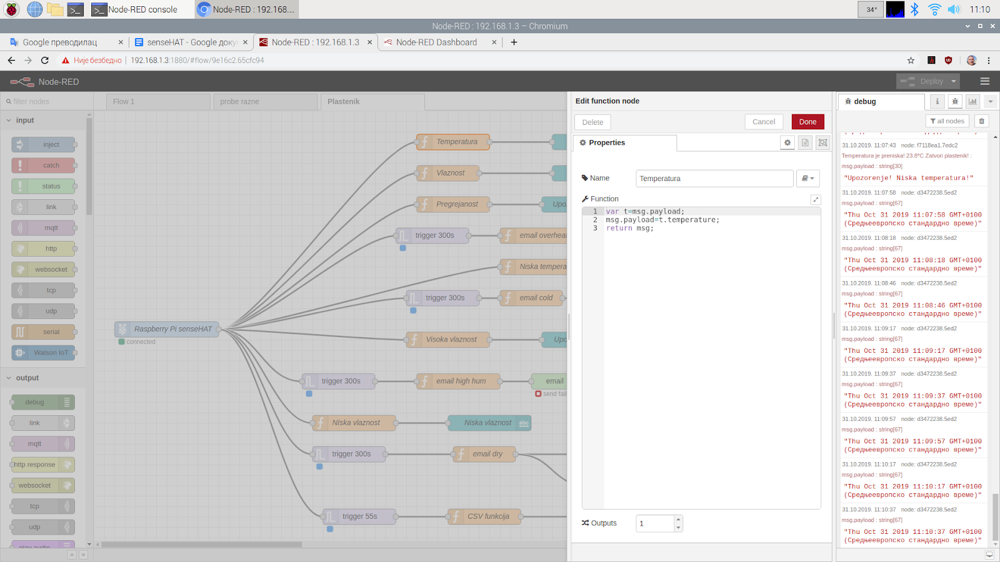 Node-RED console
Node-RED : 192.168....
34°
11:10
Node-RED : 192.168.1.3 – Chromium
Google преводилац
senseHAT - Google доку
Node-RED : 192.168.1.3
Node-RED Dashboard
Није безбедно
192.168.1.3:1880/#flow/9e16c2.65cfc94
Node-RED
Deploy
filter nodes
input
inject
catch
status
link
mqtt
http
websocket
tcp
udp
serial
Watson IoT
output
debug
link
mqtt
http response
websocket
tcp
udp
play audio
Flow 1
probe razne
Plastenik
Temperatura
Vlaznost
Pregrejanost
Upo
trigger 300s
email overhea
Niska tempera
trigger 300s
email cold
Raspberry Pi senseHAT
connected
Visoka vlaznost
Upo
trigger 300s
email high hum
email
send fail
NIska vlaznost
Niska vlaznost
abc
trigger 300s
email dry
trigger 55s
CSV funkcija
Edit function node
Delete
Cancel
Done
Properties
Name
Temperatura
Function
1 var t=msg.payload;
2 msg.payload=t.temperature;
3 return msg;
Outputs
1
debug
all nodes
31.10.2019. 11:07:43 node: f7118ea1.7edc2
Temperatura je preniska! 23.8*C Zatvori plastenik! :
msg.payload : string[30]
"Upozorenje! Niska temperatura!"
31.10.2019. 11:07:58 node: d3472238.5ed2
msg.payload : string[67]
"Thu Oct 31 2019 11:07:58 GMT+0100
(Средњеевропско стандардно време)"
31.10.2019. 11:08:18 node: d3472238.5ed2
msg.payload : string[67]
"Thu Oct 31 2019 11:08:18 GMT+0100
(Средњеевропско стандардно време)"
31.10.2019. 11:08:46 node: d3472238.5ed2
msg.payload : string[67]
"Thu Oct 31 2019 11:08:46 GMT+0100
(Средњеевропско стандардно време)"
31.10.2019. 11:09:17 node: d3472238.5ed2
msg.payload : string[67]
"Thu Oct 31 2019 11:09:17 GMT+0100
(Средњеевропско стандардно време)"
31.10.2019. 11:09:37 node: d3472238.5ed2
msg.payload : string[67]
"Thu Oct 31 2019 11:09:37 GMT+0100
(Средњеевропско стандардно време)"
31.10.2019. 11:09:57 node: d3472238.5ed2
msg.payload : string[67]
"Thu Oct 31 2019 11:09:57 GMT+0100
(Средњеевропско стандардно време)"
31.10.2019. 11:10:17 node: d3472238.5ed2
msg.payload : string[67]
"Thu Oct 31 2019 11:10:17 GMT+0100
(Средњеевропско стандардно време)"
31.10.2019. 11:10:37 node: d3472238.5ed2
msg.payload : string[67]
"Thu Oct 31 2019 11:10:37 GMT+0100
(Средњеевропско стандардно време)"